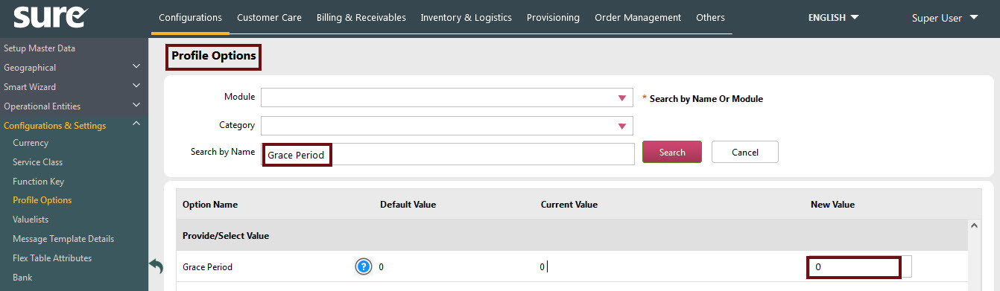 sure
Configurations Customer Care Billing & Receivables Inventory & Logistics Provisioning Order Management Others ENGLISH Super User
Setup Master Data
Geographical
Smart Wizard
Operational Entities
Configurations & Settings
Currency
Service Class
Function Key
Profile Options
Valuelists
Message Template Details
Flex Table Attributes
Bank
Profile Options
Module * Search by Name Or Module
Category
Search by Name Grace Period Search Cancel
Option Name Default Value Current Value New Value
Provide/Select Value
Grace Period ? 0 0 0